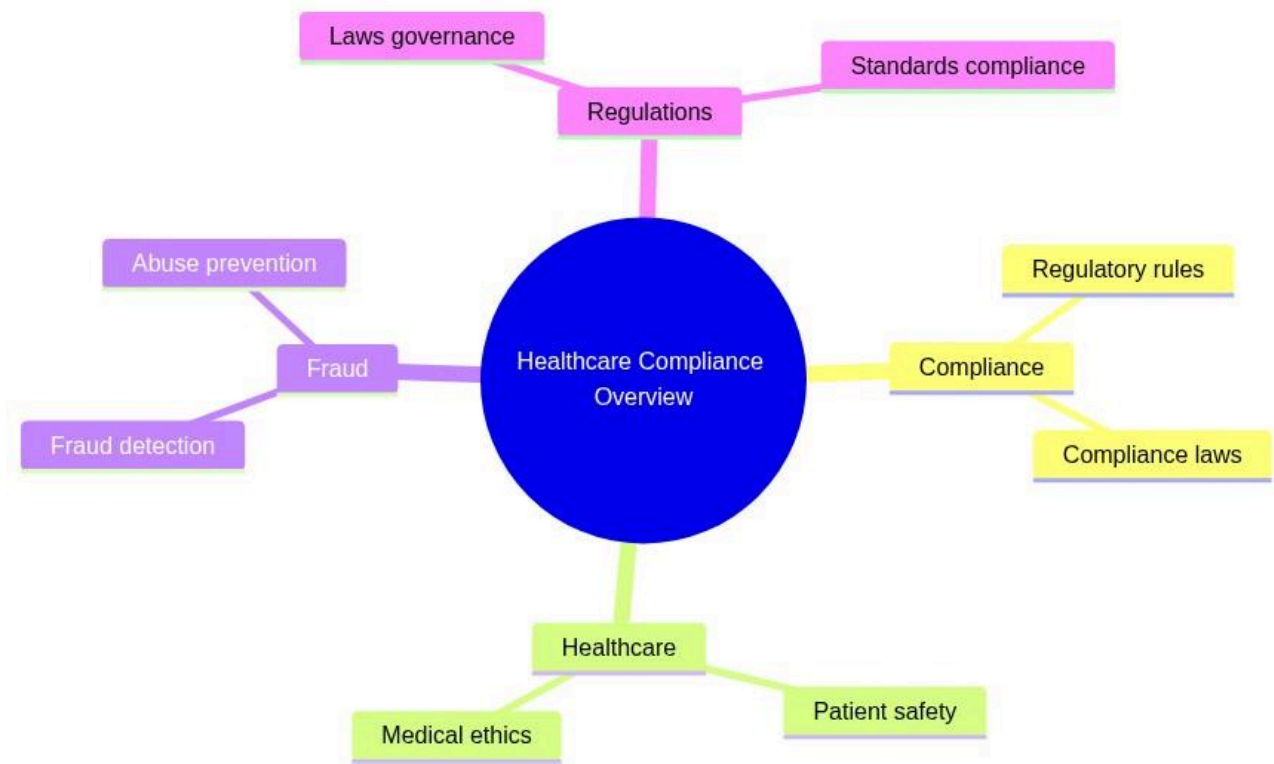 Laws governance
Standards compliance
Regulations
Abuse prevention
Regulatory rules
Fraud
Healthcare Compliance
Overview
Compliance
Fraud detection
Compliance laws
Healthcare
Patient safety
Medical ethics